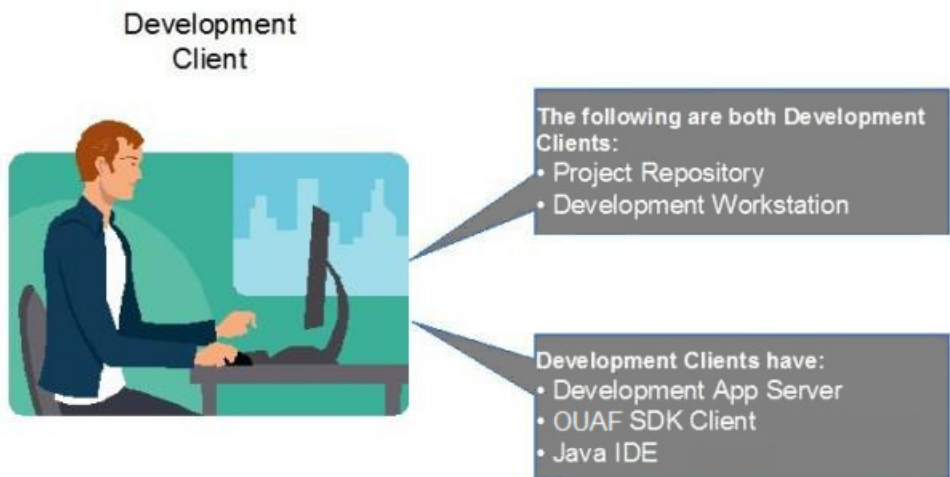 Development
Client
The following are both Development
Clients:
• Project Repository
• Development Workstation
Development Clients have:
• Development App Server
• OUAF SDK Client
• Java IDE